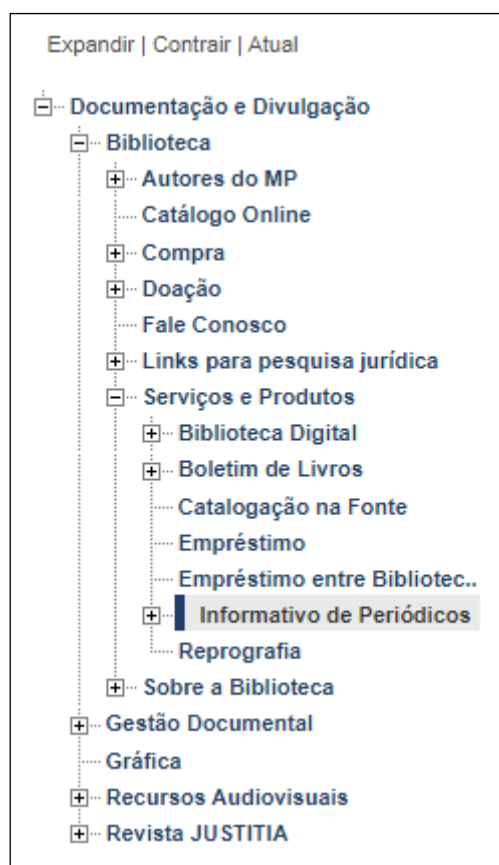 Expandir | Contrair | Atual
Documentação e Divulgação
Biblioteca
Autores do MP
Catálogo Online
Compra
Doação
Fale Conosco
Links para pesquisa jurídica
Serviços e Produtos
Biblioteca Digital
Boletim de Livros
Catalogação na Fonte
Empréstimo
Empréstimo entre Bibliotec..
Informativo de Periódicos
Reprografia
Sobre a Biblioteca
Gestão Documental
Gráfica
Recursos Audiovisuais
Revista JUSTITIA